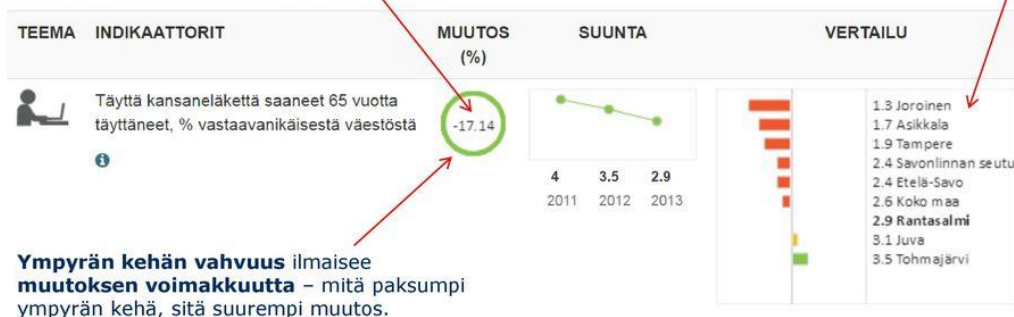 TEEMA INDIKAATTORIT MUUTOS (%) SUUNTA VERTAILU
Täyttä kansaneläkettä saaneet 65 vuotta
täyttäneet, % vastaavanikäisestä väestöstä
-17.14
4 3.5 2.9
2011 2012 2013
1.3 Joroinen
1.7 Asikkala
1.9 Tampere
2.4 Savonlinnan seutu
2.4 Etelä-Savo
2.6 Koko maa
2.9 Rantasalmi
3.1 Juva
3.5 Tohmajärvi
Ympyrän kehän vahvuus ilmaisee
muutoksen voimakkuutta – mitä paksumpi
ympyrän kehä, sitä suurempi muutos.